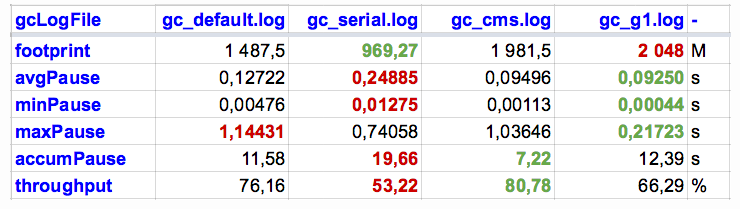 gcLogFile gc_default.log gc_serial.log gc_cms.log gc_g1.log -
footprint 1 487,5 969,27 1 981,5 2 048 M
avgPause 0,12722 0,24885 0,09496 0,09250 s
minPause 0,00476 0,01275 0,00113 0,00044 s
maxPause 1,14431 0,74058 1,03646 0,21723 s
accumPause 11,58 19,66 7,22 12,39 s
throughput 76,16 53,22 80,78 66,29 %